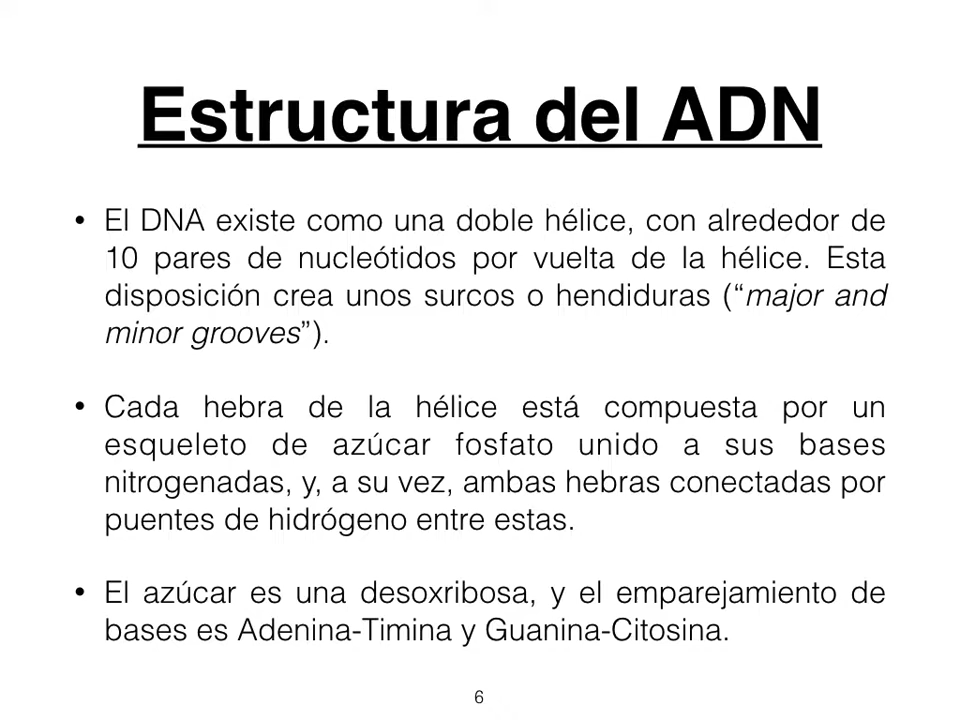 Estructura del ADN
• El DNA existe como una doble hélice, con alrededor de
10 pares de nucleótidos por vuelta de la hélice. Esta
disposición crea unos surcos o hendiduras (“major and
minor grooves”).
• Cada hebra de la hélice está compuesta por un
esqueleto de azúcar fosfato unido a sus bases
nitrogenadas, y, a su vez, ambas hebras conectadas por
puentes de hidrógeno entre estas.
• El azúcar es una desoxribosa, y el emparejamiento de
bases es Adenina-Timina y Guanina-Citosina.
6